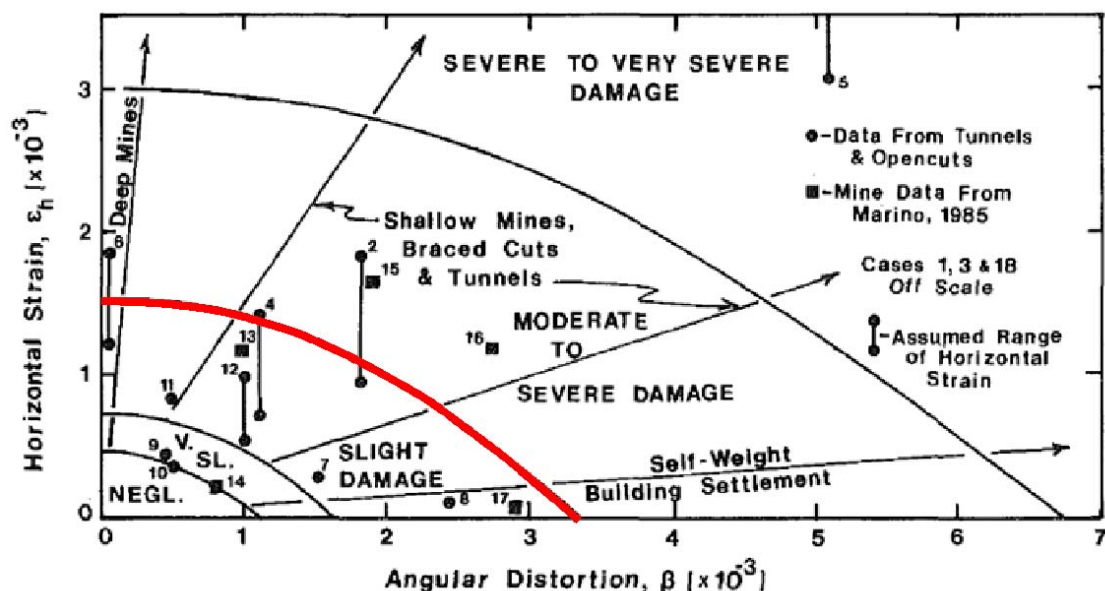 SEVERE TO VERY SEVERE
DAMAGE
Deep Mines
-Data From Tunnels
& Opencuts
-Mine Data From
Marino, 1985
Shallow Mines,
Braced Cuts
& Tunnels
Cases 1, 3 & 18
Off Scale
-Assumed Range
of Horizontal
Strain
MODERATE
TO
SEVERE DAMAGE
SLIGHT
DAMAGE
V.
SL.
NEGL.
Self-Weight
Building Settlement
5
6
2
15
4
13
16
12
11
9
10
14
7
8
17
3
2
1
0
0 1 2 3 4 5 6 7
Horizontal Strain, εh (x10-3)
Angular Distortion, β (x10-3)